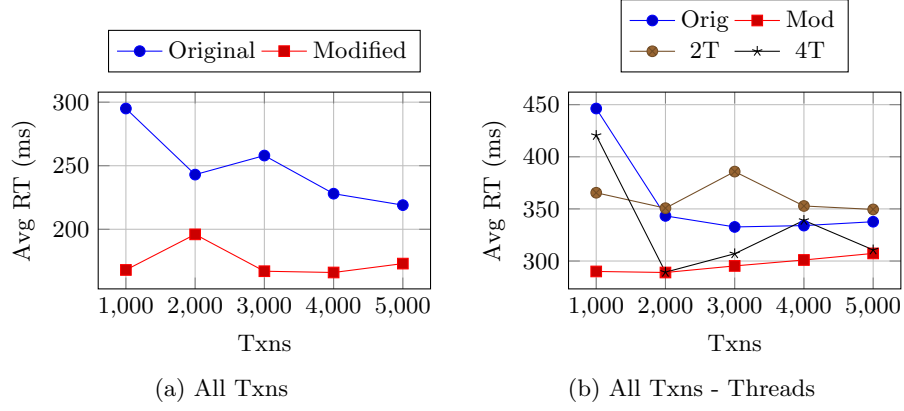 Original Modified
300
250
200
Avg RT (ms)
1,000 2,000 3,000 4,000 5,000
Txns
(a) All Txns
Orig Mod
2T 4T
450
400
350
300
Avg RT (ms)
1,000 2,000 3,000 4,000 5,000
Txns
(b) All Txns - Threads